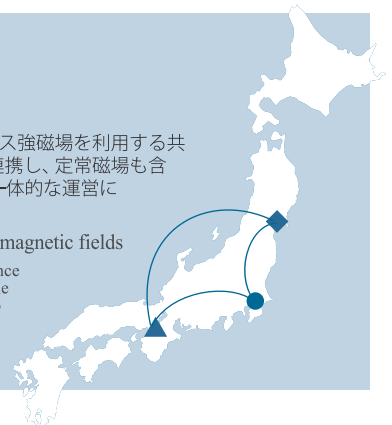 ス強磁場を利用する共
連携し、定常磁場も含
一体的な運営に
magnetic fields
nce
e